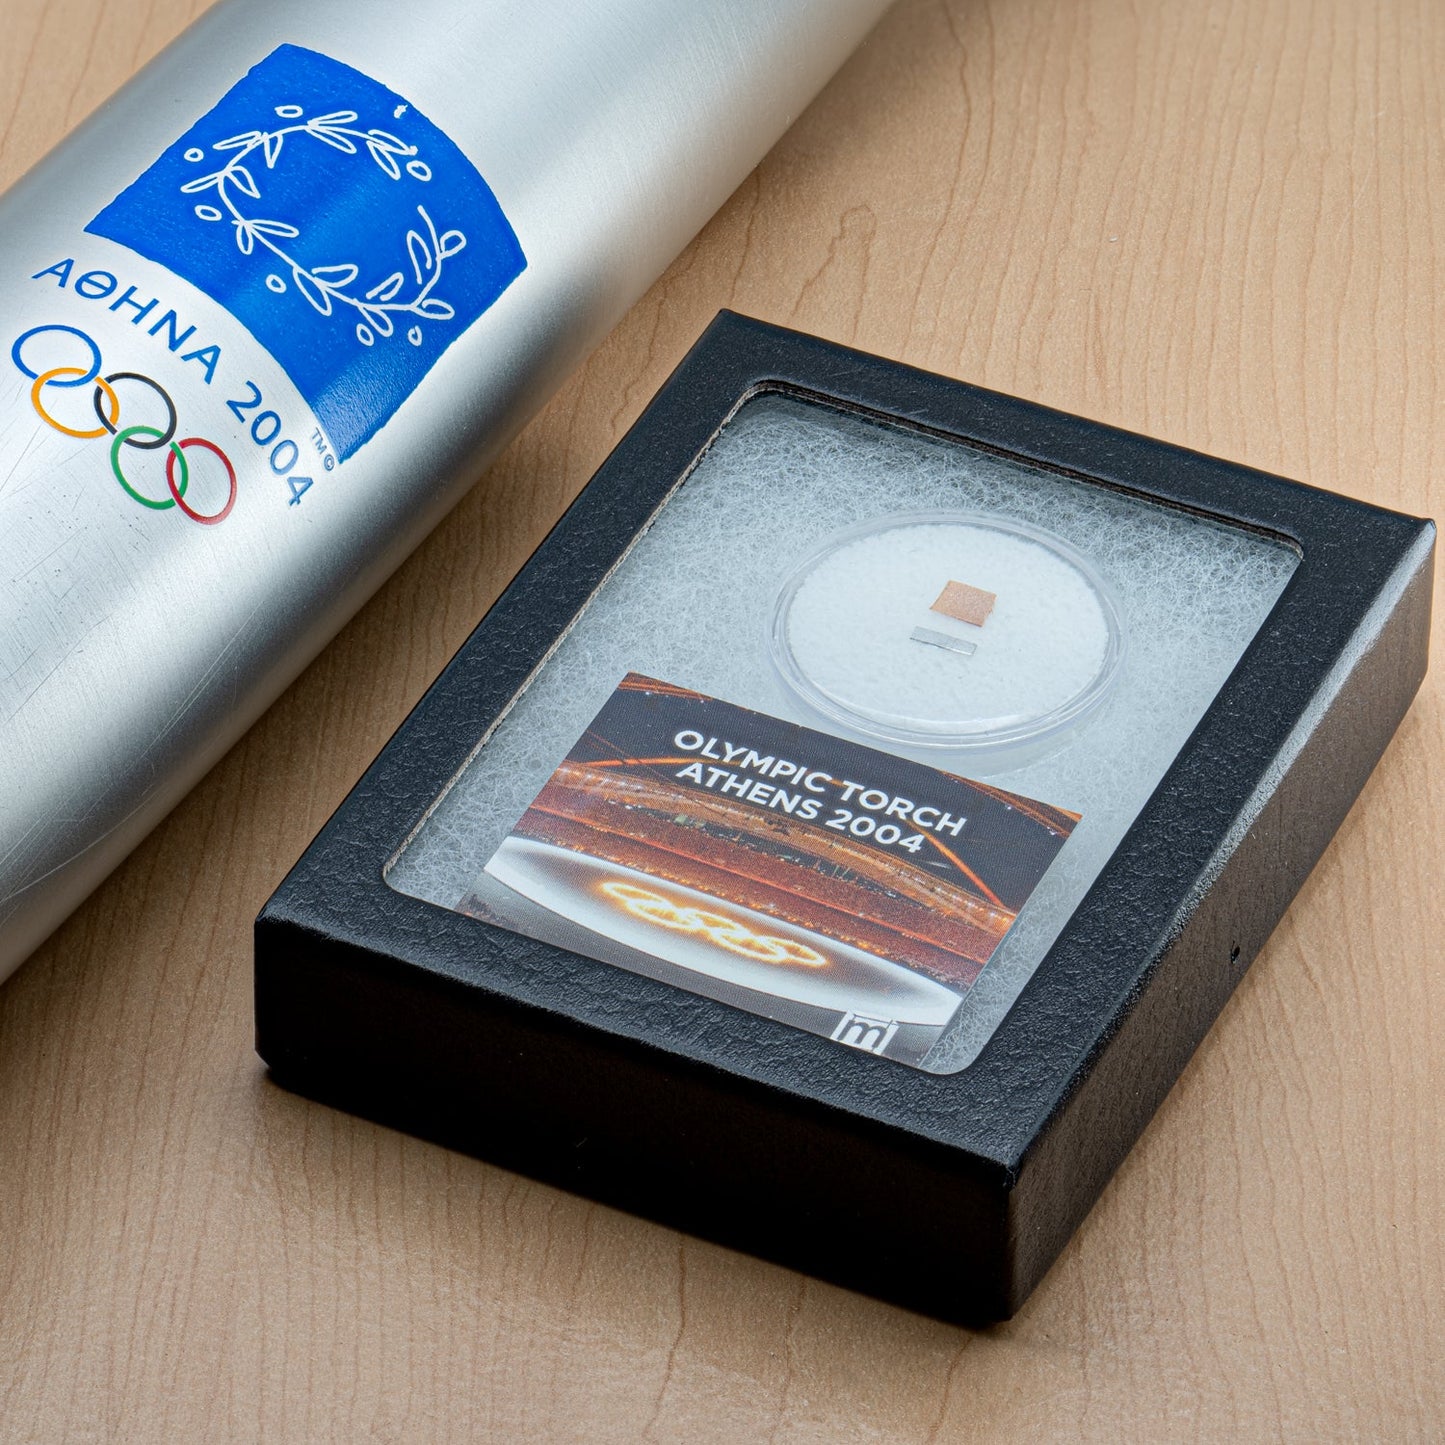 ΑΘΗΝΑ 2004
TM©
OLYMPIC TORCH
ATHENS 2004
m